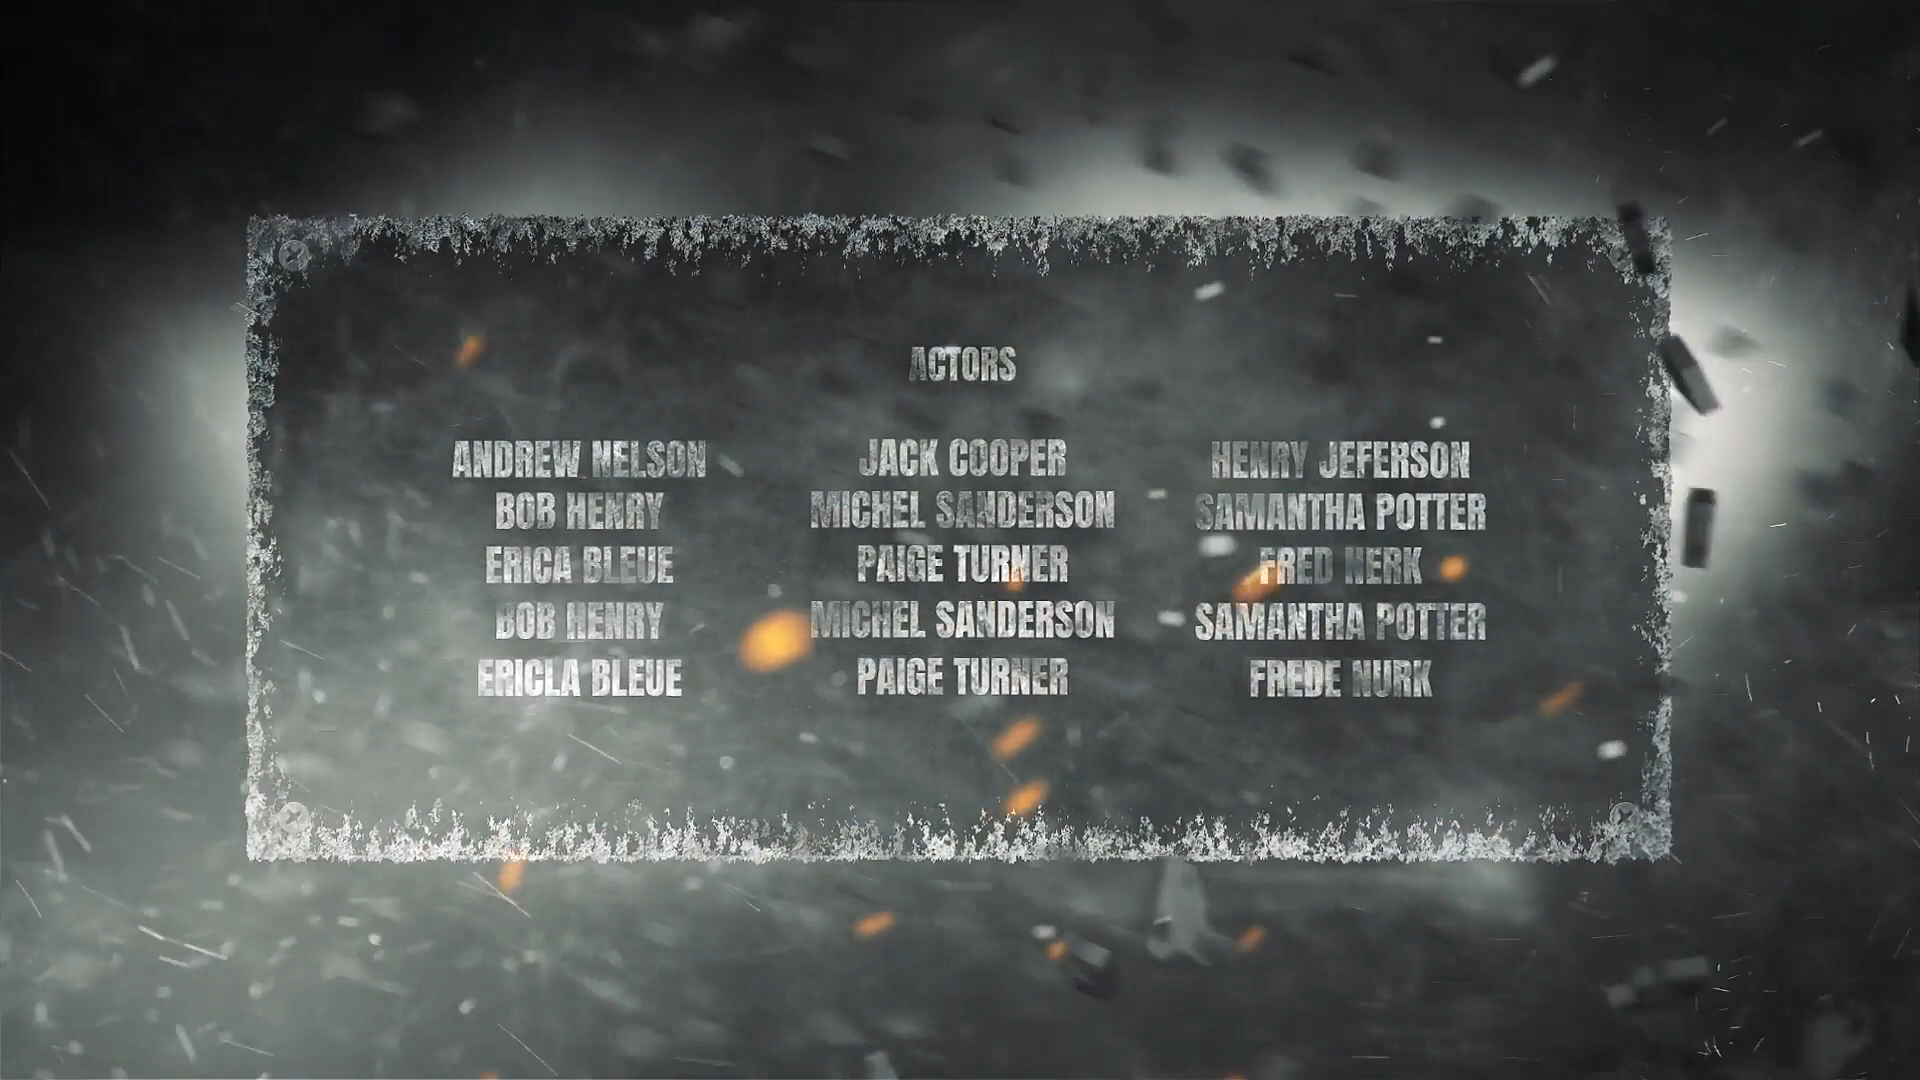 ACTORS
ANDREW NELSON JACK COOPER HENRY JEFERSON
BOB HENRY MICHEL SANDERSON SAMANTHA POTTER
ERICA BLEUE PAIGE TURNER FRED NERK
BOB HENRY MICHEL SANDERSON SAMANTHA POTTER
ERICLA BLEUE PAIGE TURNER FREDE NURK